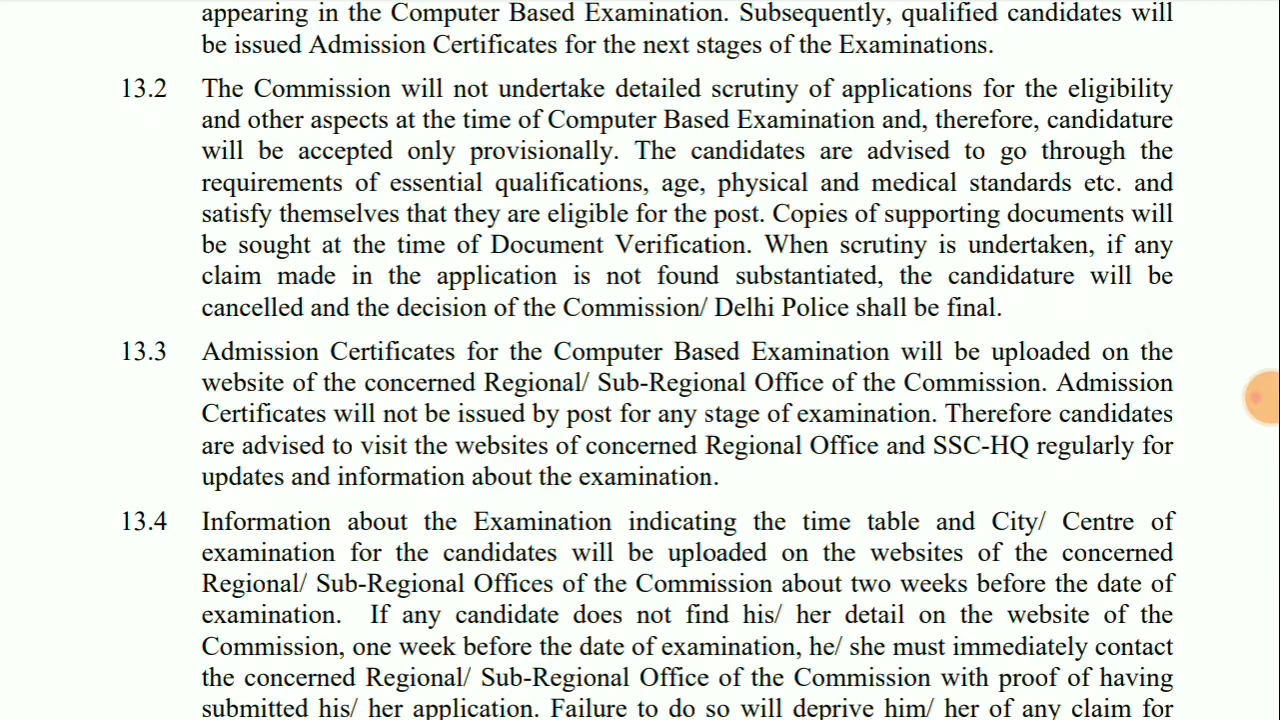 appearing in the Computer Based Examination. Subsequently, qualified candidates will
be issued Admission Certificates for the next stages of the Examinations.
13.2 The Commission will not undertake detailed scrutiny of applications for the eligibility
and other aspects at the time of Computer Based Examination and, therefore, candidature
will be accepted only provisionally. The candidates are advised to go through the
requirements of essential qualifications, age, physical and medical standards etc. and
satisfy themselves that they are eligible for the post. Copies of supporting documents will
be sought at the time of Document Verification. When scrutiny is undertaken, if any
claim made in the application is not found substantiated, the candidature will be
cancelled and the decision of the Commission/ Delhi Police shall be final.
13.3 Admission Certificates for the Computer Based Examination will be uploaded on the
website of the concerned Regional/ Sub-Regional Office of the Commission. Admission
Certificates will not be issued by post for any stage of examination. Therefore candidates
are advised to visit the websites of concerned Regional Office and SSC-HQ regularly for
updates and information about the examination.
13.4 Information about the Examination indicating the time table and City/ Centre of
examination for the candidates will be uploaded on the websites of the concerned
Regional/ Sub-Regional Offices of the Commission about two weeks before the date of
examination. If any candidate does not find his/ her detail on the website of the
Commission, one week before the date of examination, he/ she must immediately contact
the concerned Regional/ Sub-Regional Office of the Commission with proof of having
submitted his/ her application. Failure to do so will deprive him/ her of any claim for